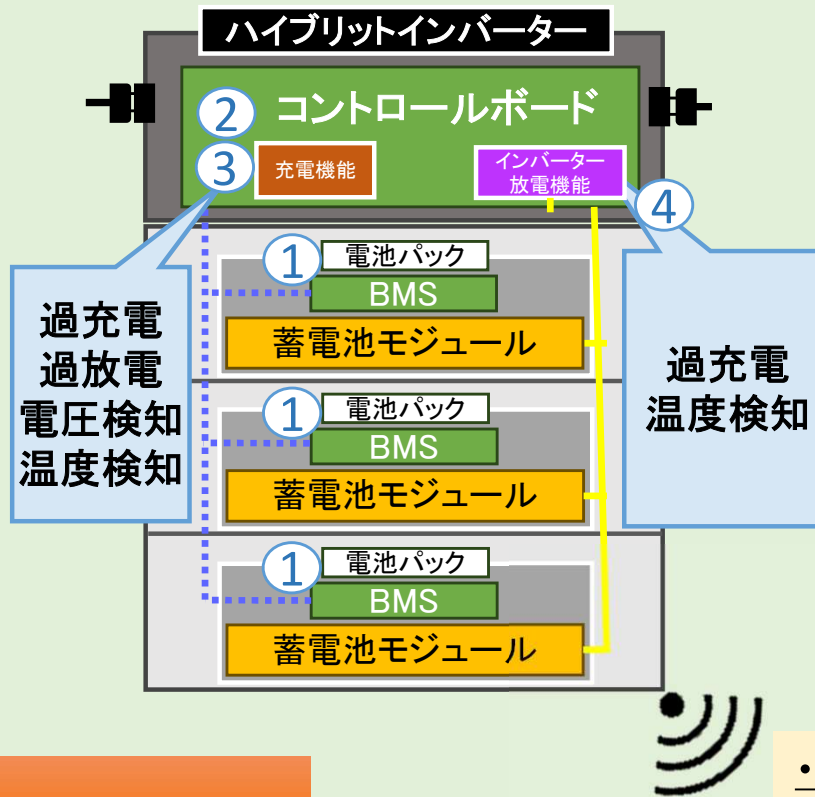 ハイブリットインバーター
コントロールボード
②
③
充電機能
インバーター
放電機能
④
過充電
過放電
電圧検知
温度検知
過充電
温度検知
①
電池パック
BMS
蓄電池モジュール
①
電池パック
BMS
蓄電池モジュール
①
電池パック
BMS
蓄電池モジュール
・